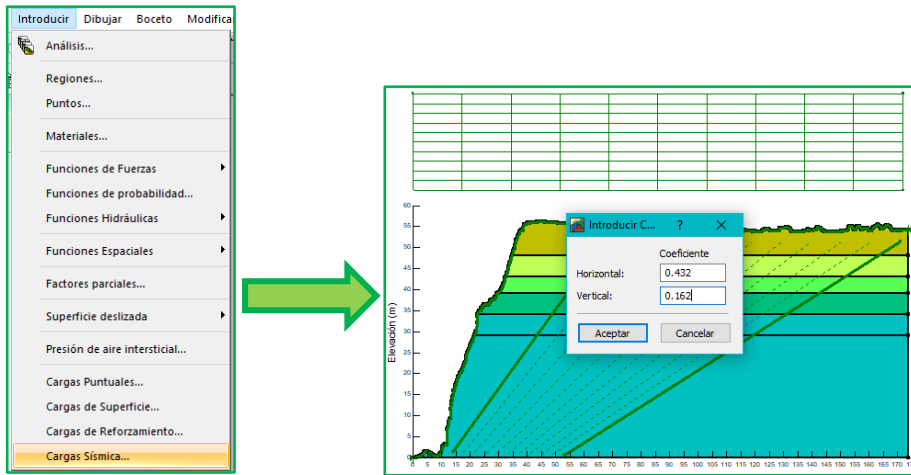 Introducir Dibujar Boceto Modifica
Análisis...
Regiones...
Puntos...
Materiales...
Funciones de Fuerzas
Funciones de probabilidad...
Funciones Hidráulicas
Funciones Espaciales
Factores parciales...
Superficie deslizada
Presión de aire intersticial...
Cargas Puntuales...
Cargas de Superficie...
Cargas de Reforzamiento...
Cargas Sísmica...
Introducir C... ?
Coeficiente
Horizontal: 0.432
Vertical: 0.162
Aceptar Cancelar
Elevación (m)
60
55
50
45
40
35
30
25
20
15
10
5
0
0 5 10 15 20 25 30 35 40 45 50 55 60 65 70 75 80 85 90 95 100 105 110 115 120 125 130 135 140 145 150 155 160 165 170